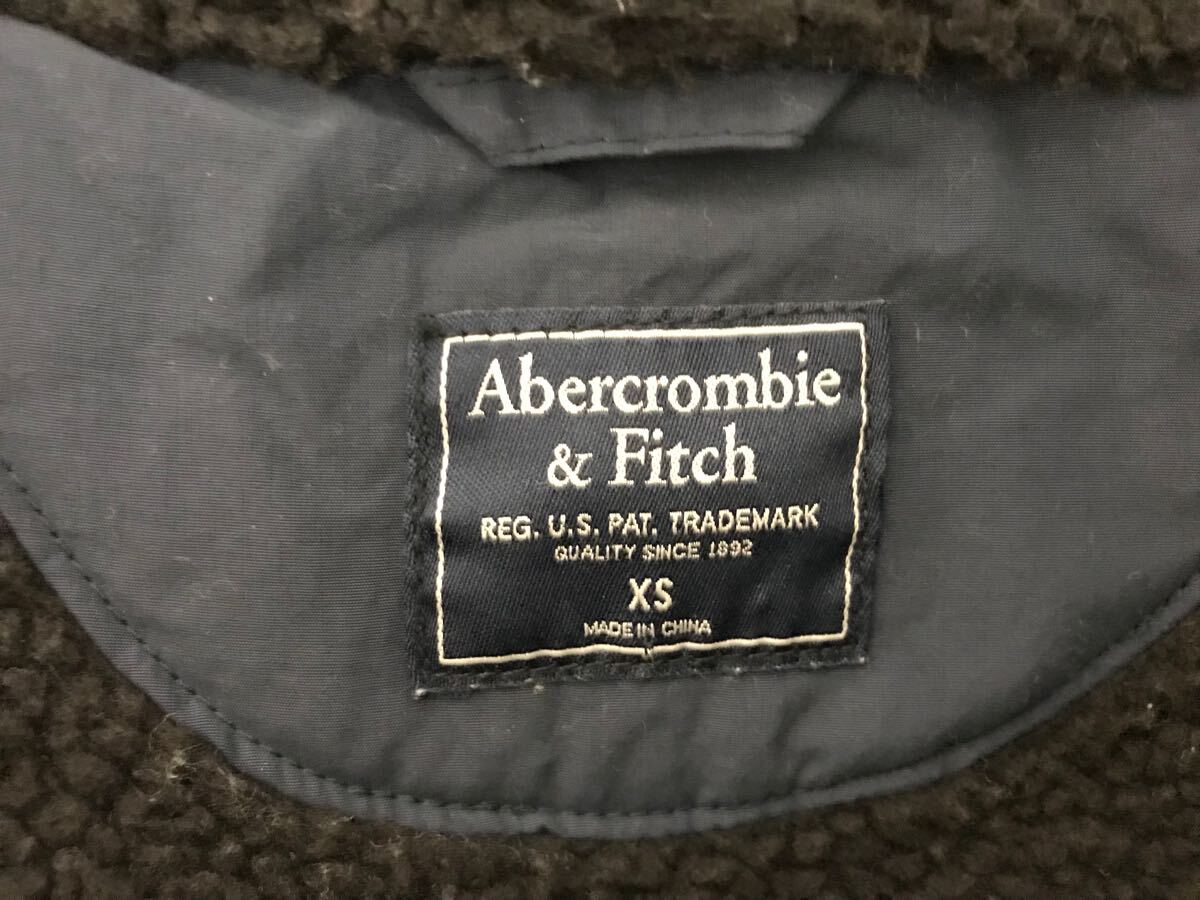 Abercrombie
& Fitch
REG. U.S. PAT. TRADEMARK
QUALITY SINCE 1892
XS
MADE IN CHINA